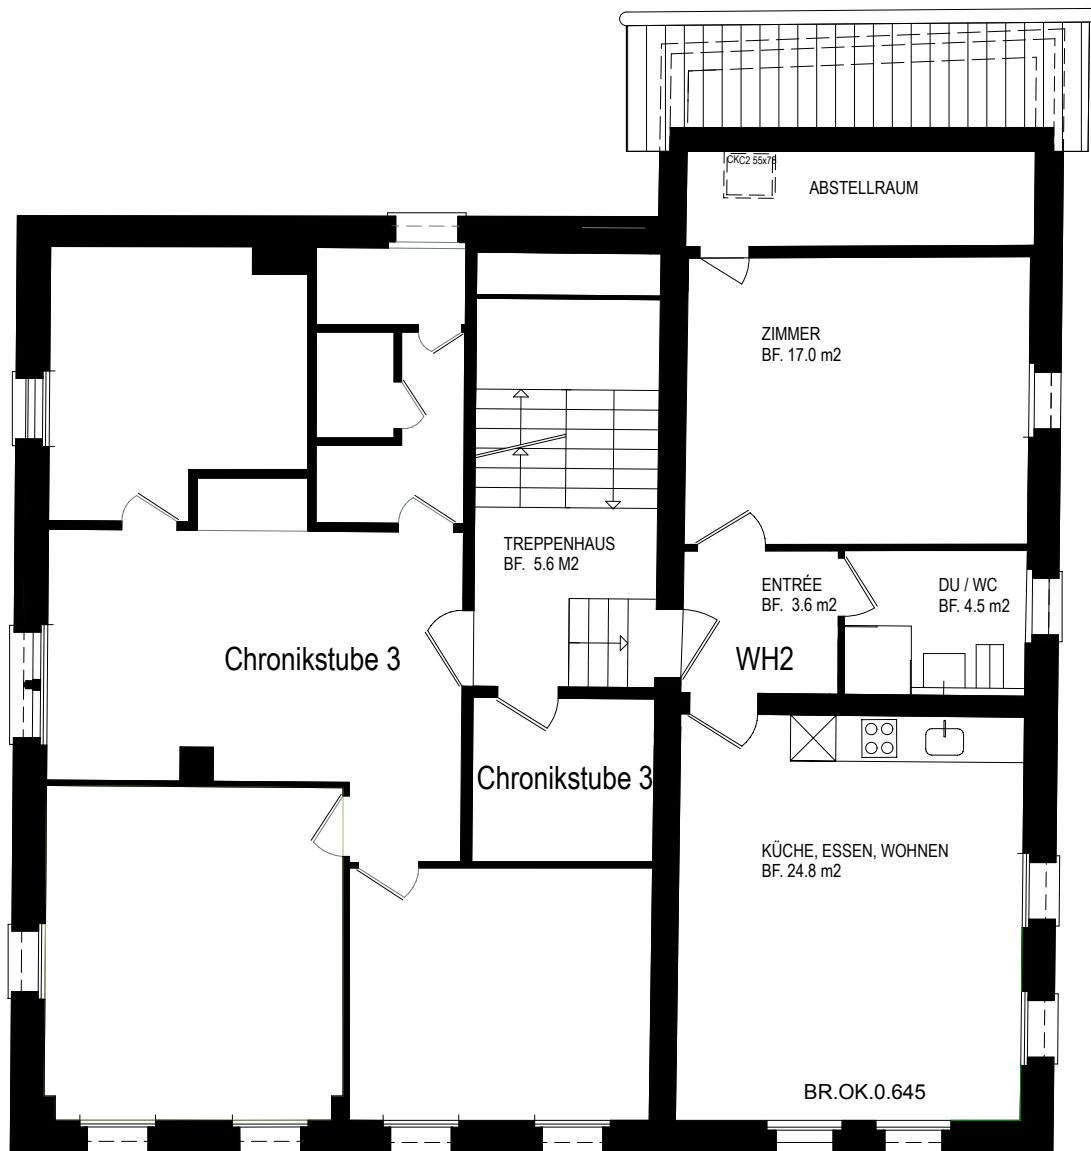 CKC2 55x78
ABSTELLRAUM
ZIMMER
BF. 17.0 m2
TREPPENHAUS
BF. 5.6 M2
ENTRÉE
BF. 3.6 m2
DU / WC
BF. 4.5 m2
Chronikstube 3
WH2
Chronikstube 3
KÜCHE, ESSEN, WOHNEN
BF. 24.8 m2
BR.OK.0.645